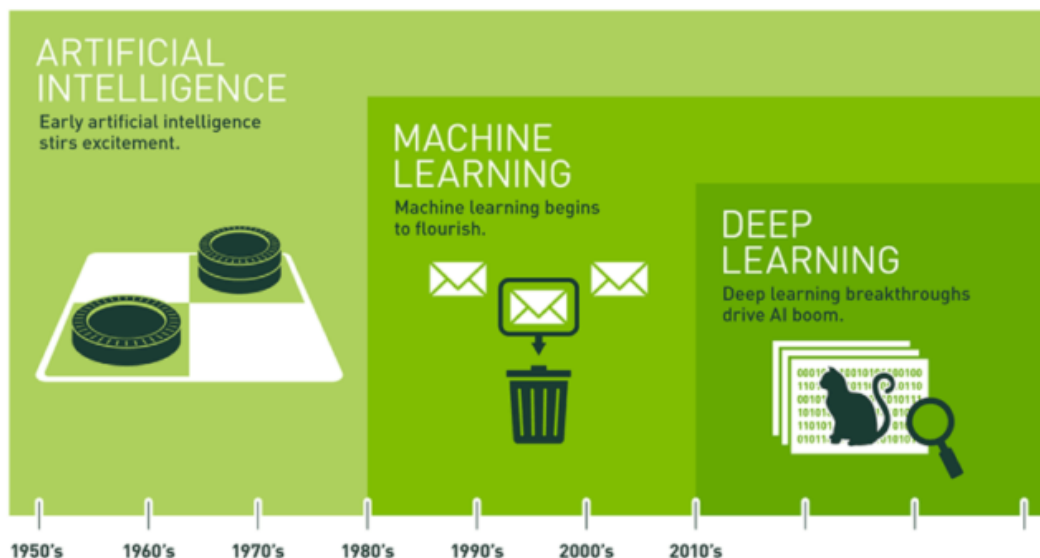 ARTIFICIAL
INTELLIGENCE
Early artificial intelligence
stirs excitement.
MACHINE
LEARNING
Machine learning begins
to flourish.
DEEP
LEARNING
Deep learning breakthroughs
drive AI boom.
1950's 1960's 1970's 1980's 1990's 2000's 2010's